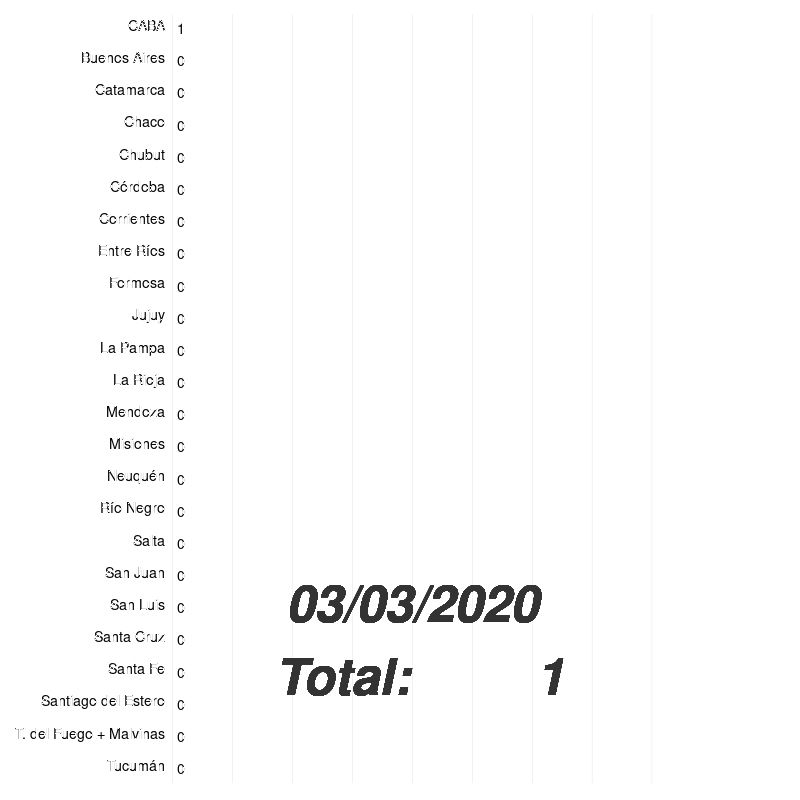 CABA 1
Buenos Aires 0
Catamarca 0
Chaco 0
Chubut 0
Córdoba 0
Corrientes 0
Entre Ríos 0
Formosa 0
Jujuy 0
La Pampa 0
La Rioja 0
Mendoza 0
Misiones 0
Neuquén 0
Río Negro 0
Salta 0
San Juan 0
San Luis 0
Santa Cruz 0
Santa Fe 0
Santiago del Estero 0
T. del Fuego + Malvinas 0
Tucumán 0
03/03/2020
Total: 1